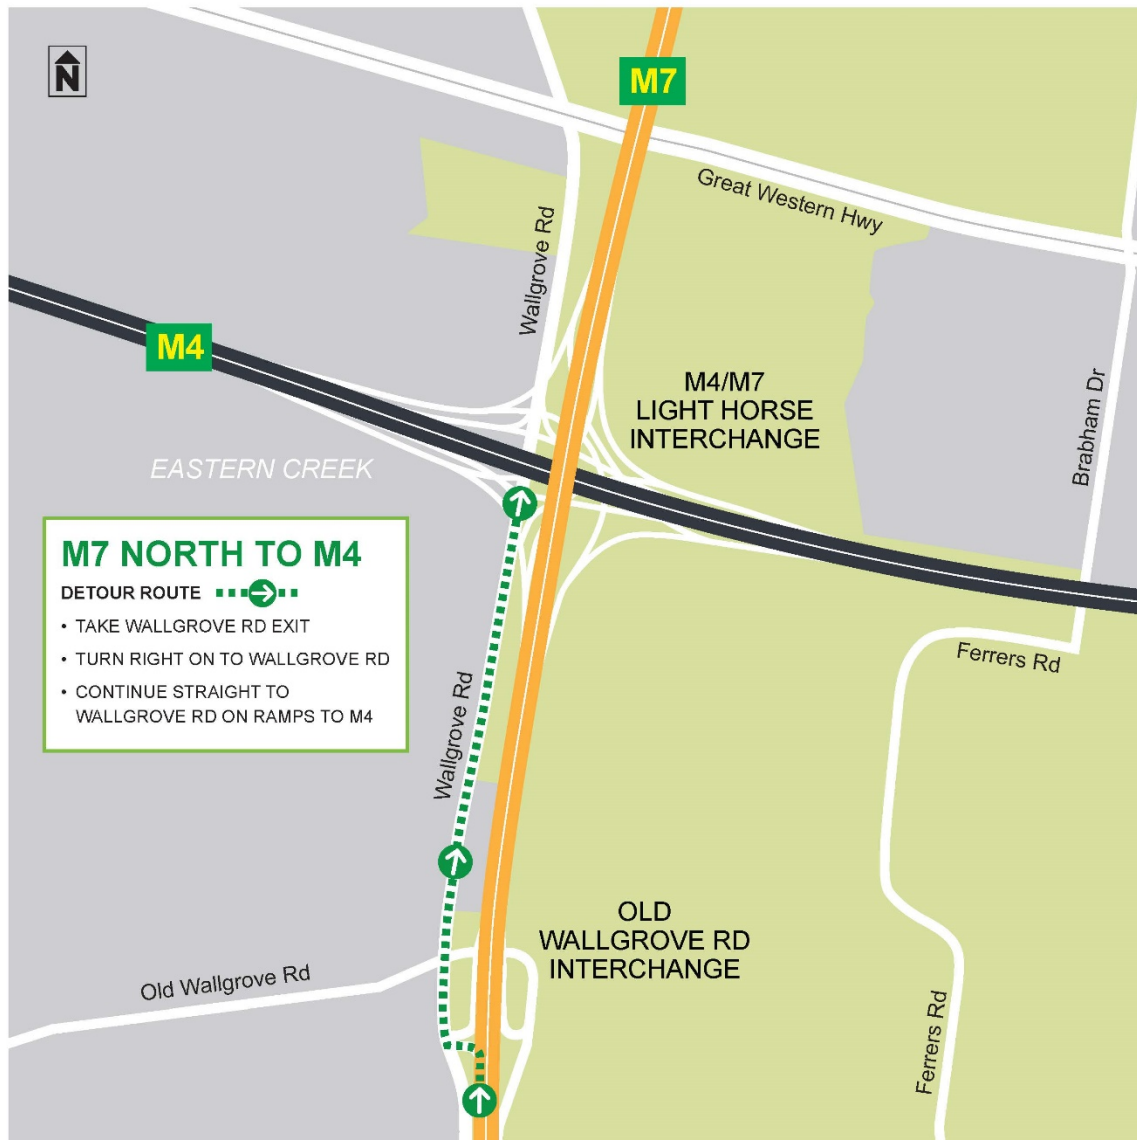 N
M7
Great Western Hwy
Wallgrove Rd
M4
M4/M7
LIGHT HORSE
INTERCHANGE
Brabham Dr
EASTERN CREEK
M7 NORTH TO M4
DETOUR ROUTE
• TAKE WALLGROVE RD EXIT
• TURN RIGHT ON TO WALLGROVE RD
• CONTINUE STRAIGHT TO
WALLGROVE RD ON RAMPS TO M4
Ferrers Rd
Wallgrove Rd
OLD
WALLGROVE RD
INTERCHANGE
Old Wallgrove Rd
Ferrers Rd